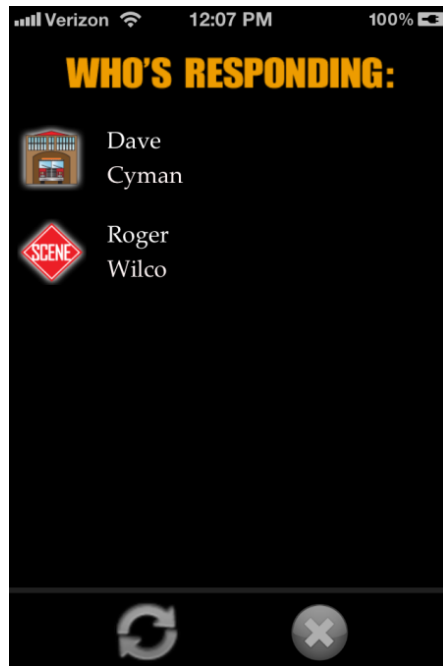 Verizon 12:07 PM 100%
WHO'S RESPONDING:
Dave
Cyman
SCENE
Roger
Wilco